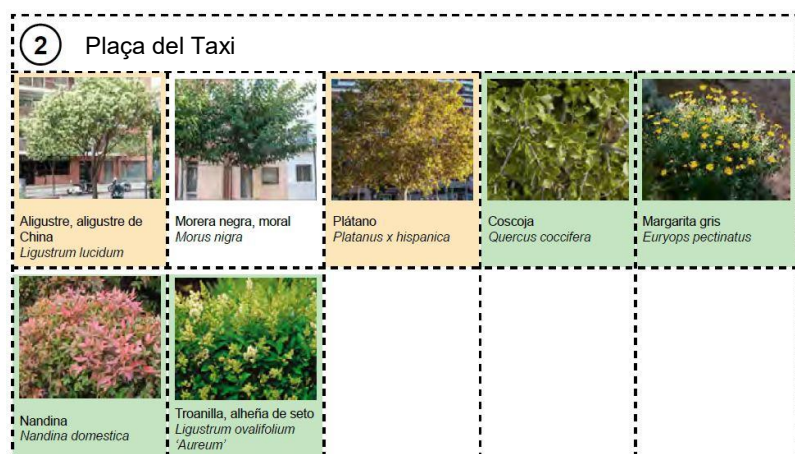 2 Plaça del Taxi
Aligustre, aligustre de
China
Ligustrum lucidum
Morera negra, moral
Morus nigra
Plátano
Platanus x hispanica
Coscoja
Quercus coccifera
Margarita gris
Euryops pectinatus
Nandina
Nandina domestica
Troanilla, alheña de seto
Ligustrum ovalifolium
‘Aureum’